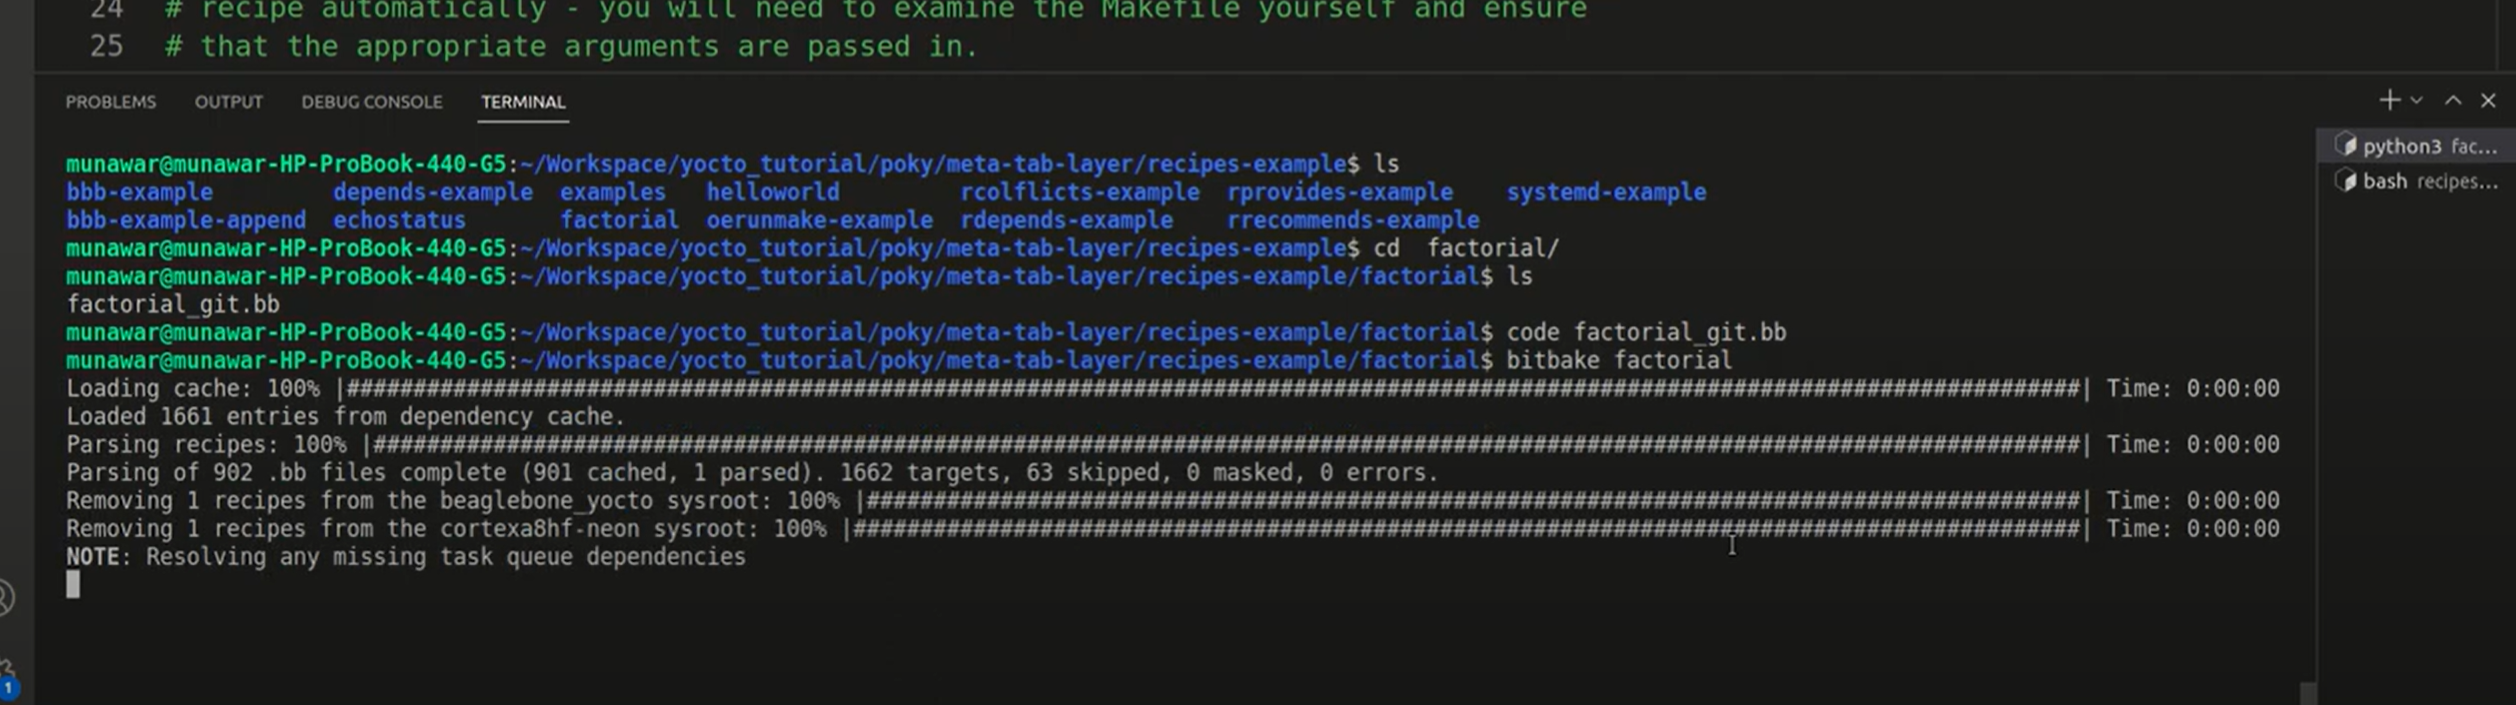 24 # recipe automatically - you will need to examine the Makefile yourself and ensure
25 # that the appropriate arguments are passed in.
PROBLEMS OUTPUT DEBUG CONSOLE TERMINAL
munawar@munawar-HP-ProBook-440-G5:~/Workspace/yocto_tutorial/poky/meta-tab-layer/recipes-example$ ls
bbb-example depends-example examples helloworld rcolflicts-example rprovides-example systemd-example
bbb-example-append echostatus factorial oerunmake-example rdepends-example rrecommends-example
munawar@munawar-HP-ProBook-440-G5:~/Workspace/yocto_tutorial/poky/meta-tab-layer/recipes-example$ cd  factorial/
munawar@munawar-HP-ProBook-440-G5:~/Workspace/yocto_tutorial/poky/meta-tab-layer/recipes-example/factorial$ ls
factorial_git.bb
munawar@munawar-HP-ProBook-440-G5:~/Workspace/yocto_tutorial/poky/meta-tab-layer/recipes-example/factorial$ code factorial_git.bb
munawar@munawar-HP-ProBook-440-G5:~/Workspace/yocto_tutorial/poky/meta-tab-layer/recipes-example/factorial$ bitbake factorial
Loading cache: 100% |##################################################################################################################################| Time: 0:00:00
Loaded 1661 entries from dependency cache.
Parsing recipes: 100% |################################################################################################################################| Time: 0:00:00
Parsing of 902 .bb files complete (901 cached, 1 parsed). 1662 targets, 63 skipped, 0 masked, 0 errors.
Removing 1 recipes from the beaglebone_yocto sysroot: 100% |###########################################################################################| Time: 0:00:00
Removing 1 recipes from the cortexa8hf-neon sysroot: 100% |############################################################################################| Time: 0:00:00
NOTE: Resolving any missing task queue dependencies
python3 fac...
bash recipes...
1